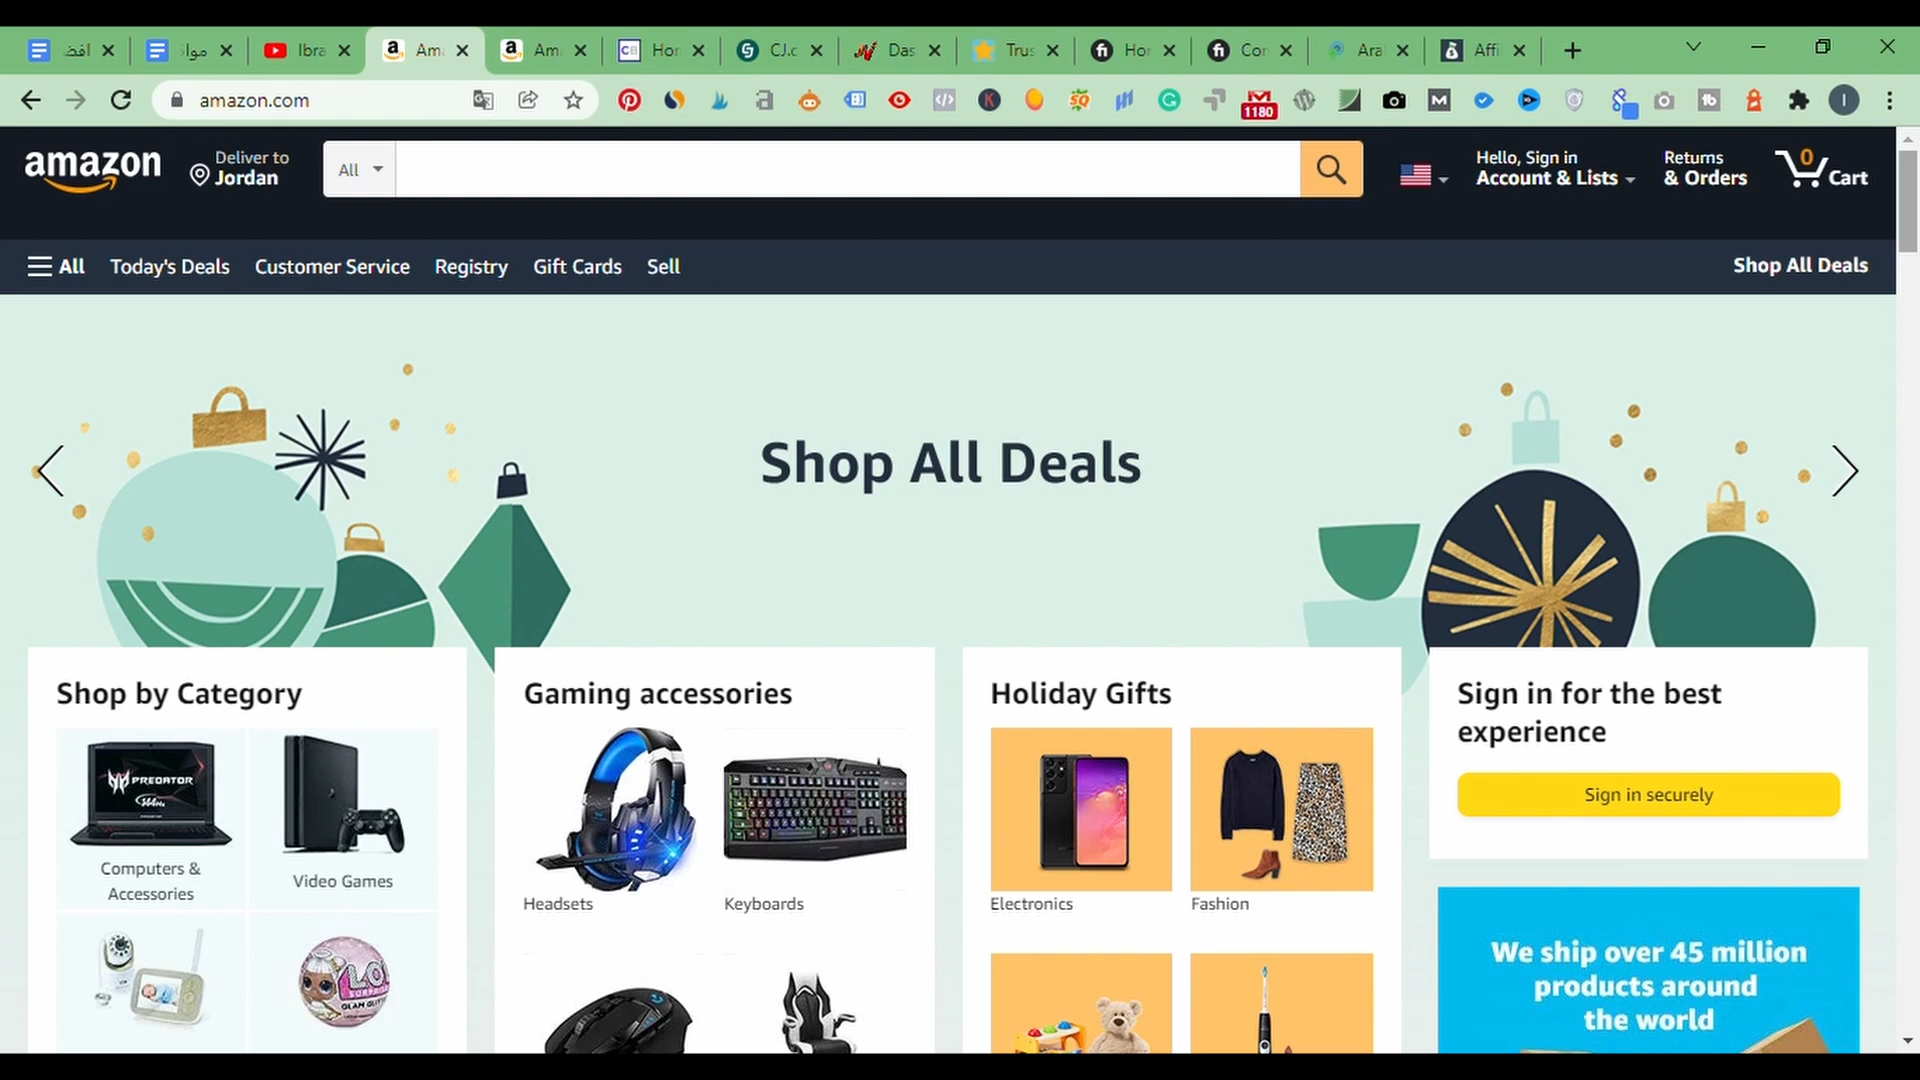 افض
موا
Ibra
Am
Am
Hor
CJ.c
Das
Trus
Hor
Cor
Ara
Affi
amazon.com
1180
amazon
Deliver to
Jordan
All
Hello, Sign in
Account & Lists
Returns
& Orders
0
Cart
All
Today's Deals
Customer Service
Registry
Gift Cards
Sell
Shop All Deals
Shop All Deals
Shop by Category
PREDATOR
144Hz
Computers &
Accessories
Video Games
L.O.L.
SURPRISE
Gaming accessories
Headsets
Keyboards
Holiday Gifts
Electronics
Fashion
Sign in for the best
experience
Sign in securely
We ship over 45 million
products around
the world